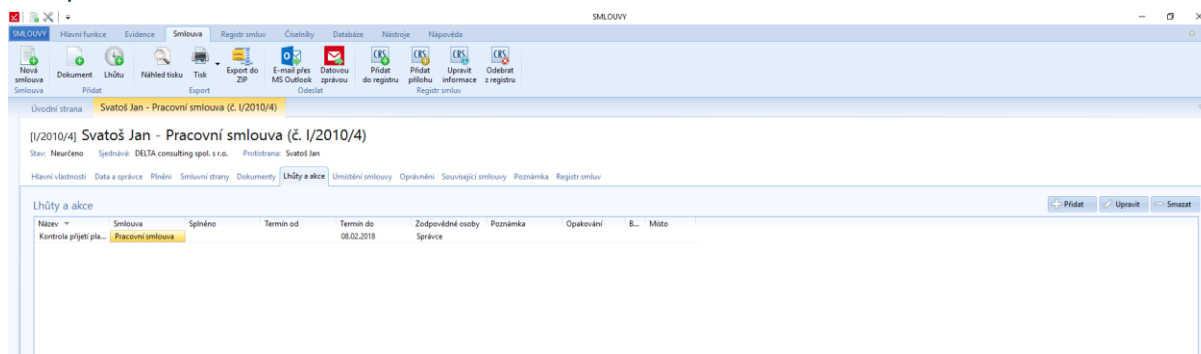 SMLOUVY
SMLOUVY Hlavní funkce Evidence Smlouva Registr smluv Číselníky Databáze Nástroje Nápověda
Nová smlouva Dokument Lhůtu Náhled tisku Tisk Export do ZIP E-mail přes MS Outlook Datovou zprávou CRS Přidat do registru CRS Přidat přílohu CRS Upravit informace CRS Odebrat z registru
Smlouva Přidat Export Odeslat Registr smluv
Úvodní strana Svatoš Jan - Pracovní smlouva (č. I/2010/4)
[I/2010/4] Svatoš Jan - Pracovní smlouva (č. I/2010/4)
Stav: Neurčeno Sjednává: DELTA consulting spol. s r.o. Protistrana: Svatoš Jan
Hlavní vlastnosti Data a správce Plnění Smluvní strany Dokumenty Lhůty a akce Umístění smlouvy Oprávnění Související smlouvy Poznámka Registr smluv
Lhůty a akce Přidat Upravit Smazat
Název Smlouva Splněno Termín od Termín do Zodpovědné osoby Poznámka Opakování B... Místo
Kontrola přijetí pla... Pracovní smlouva 08.02.2018 Správce